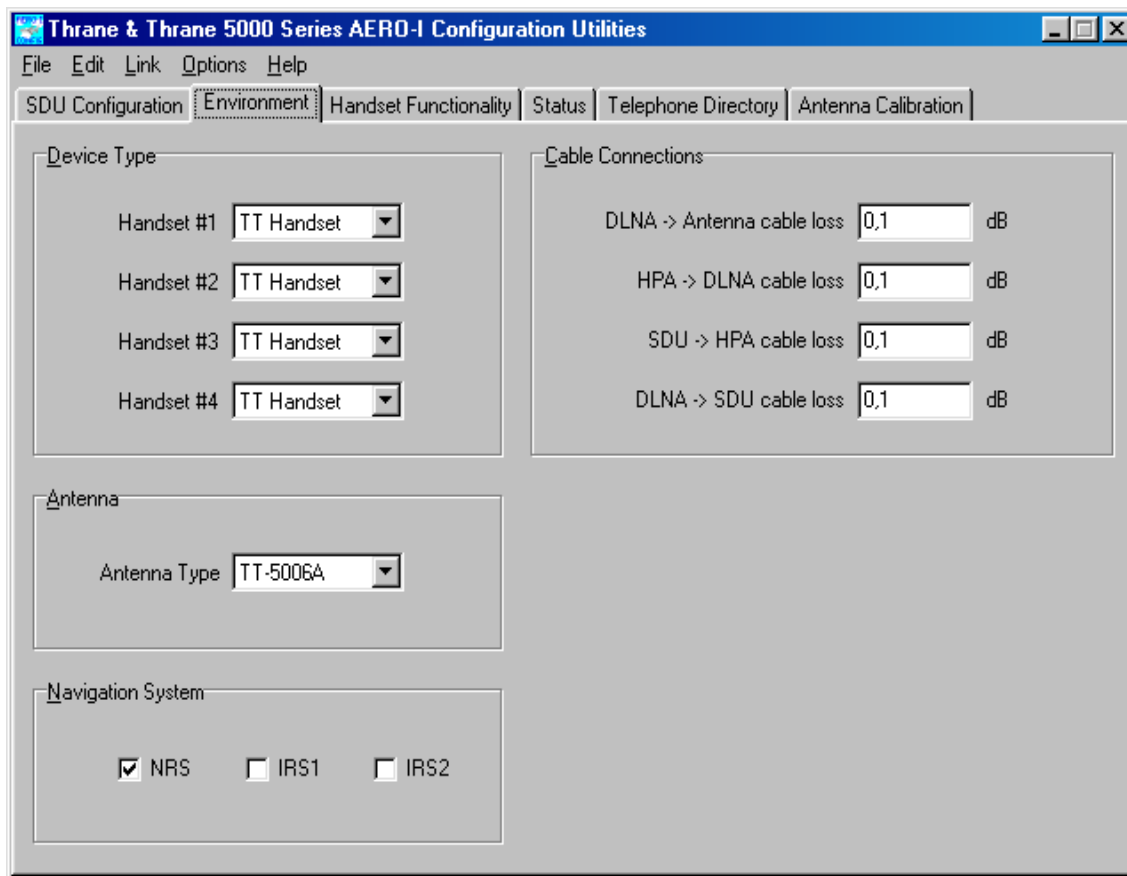 Thrane & Thrane 5000 Series AERO-I Configuration Utilities
File Edit Link Options Help
SDU Configuration Environment Handset Functionality Status Telephone Directory Antenna Calibration
Device Type
Handset #1 TT Handset
Handset #2 TT Handset
Handset #3 TT Handset
Handset #4 TT Handset
Cable Connections
DLNA -> Antenna cable loss 0,1 dB
HPA -> DLNA cable loss 0,1 dB
SDU -> HPA cable loss 0,1 dB
DLNA -> SDU cable loss 0,1 dB
Antenna
Antenna Type TT-5006A
Navigation System
NRS IRS1 IRS2